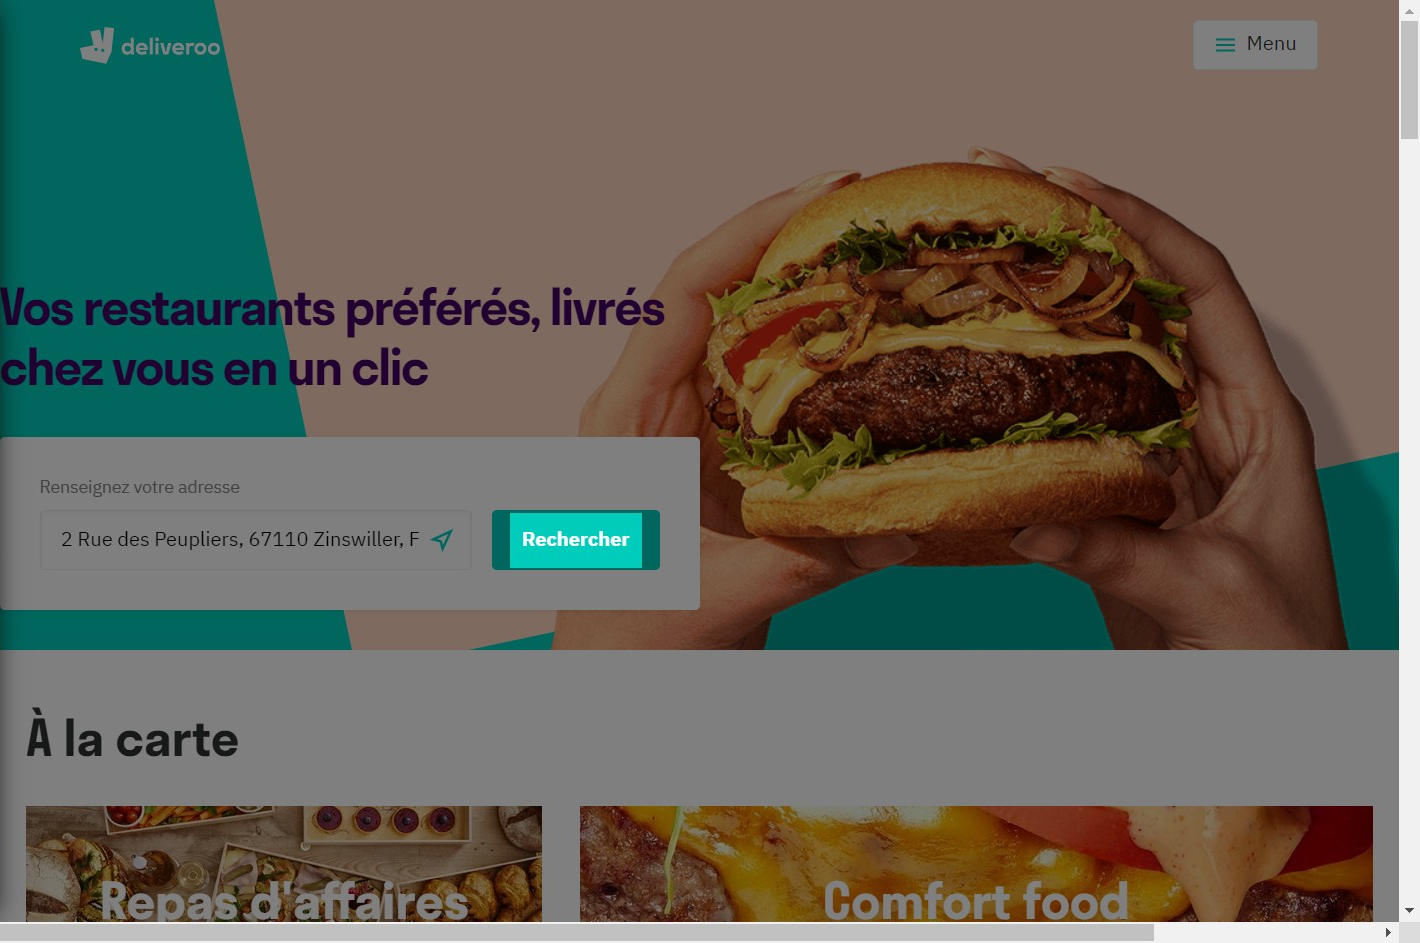 deliveroo
Menu
Vos restaurants préférés, livrés
chez vous en un clic
Renseignez votre adresse
2 Rue des Peupliers, 67110 Zinswiller, F
Rechercher
À la carte
Repas d'affaires
Comfort food